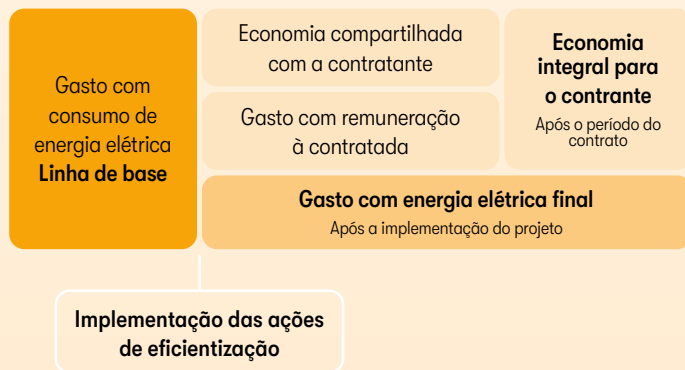 Gasto com
consumo de
energia elétrica
Linha de base
Economia compartilhada
com a contratante
Gasto com remuneração
à contratada
Economia
integral para
o contrante
Após o período do
contrato
Gasto com energia elétrica final
Após a implementação do projeto
Implementação das ações
de eficientização